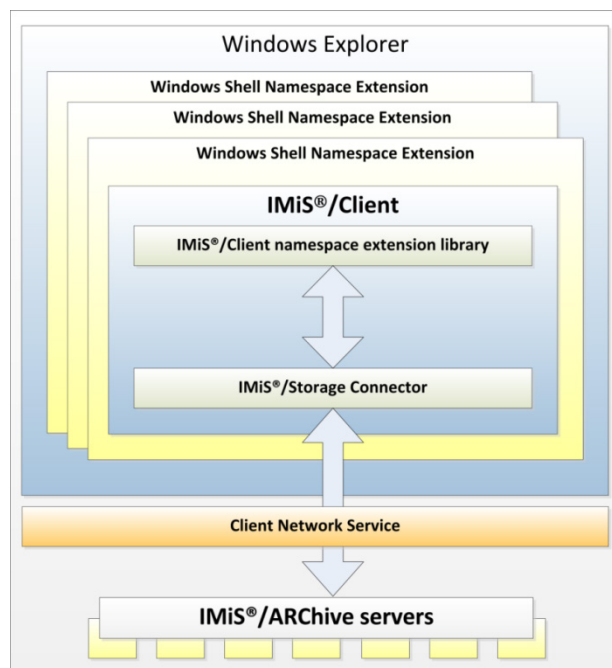 Windows Explorer
Windows Shell Namespace Extension
Windows Shell Namespace Extension
Windows Shell Namespace Extension
IMiS®/Client
IMiS®/Client namespace extension library
IMiS®/Storage Connector
Client Network Service
IMiS®/ARChive servers